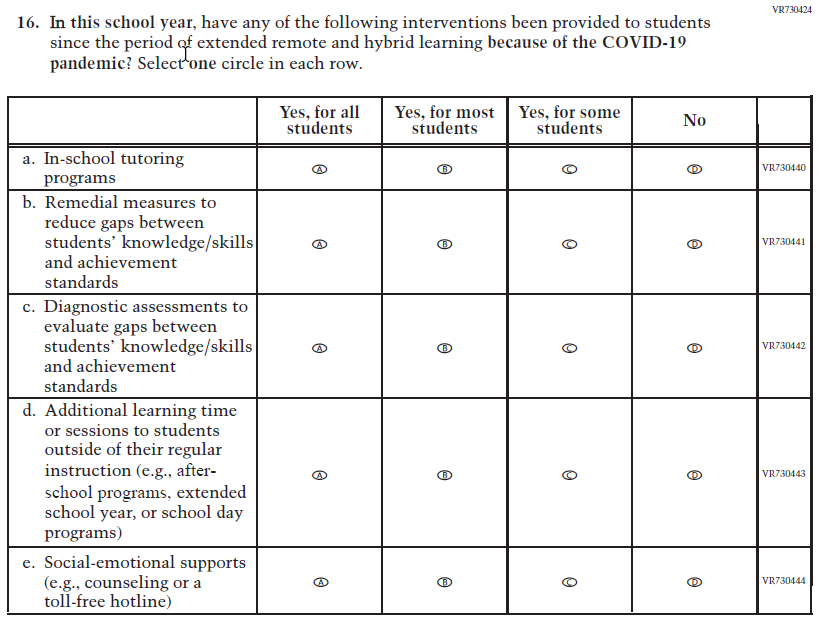 VR730424
16. In this school year, have any of the following interventions been provided to students
since the period of extended remote and hybrid learning because of the COVID-19
pandemic? Select one circle in each row.
Yes, for all
students
Yes, for most
students
Yes, for some
students
No
a. In-school tutoring
programs
A B C D VR730440
b. Remedial measures to
reduce gaps between
students' knowledge/skills
and achievement
standards
A B C D VR730441
c. Diagnostic assessments to
evaluate gaps between
students' knowledge/skills
and achievement
standards
A B C D VR730442
d. Additional learning time
or sessions to students
outside of their regular
instruction (e.g., after-
school programs, extended
school year, or school day
programs)
A B C D VR730443
e. Social-emotional supports
(e.g., counseling or a
toll-free hotline)
A B C D VR730444